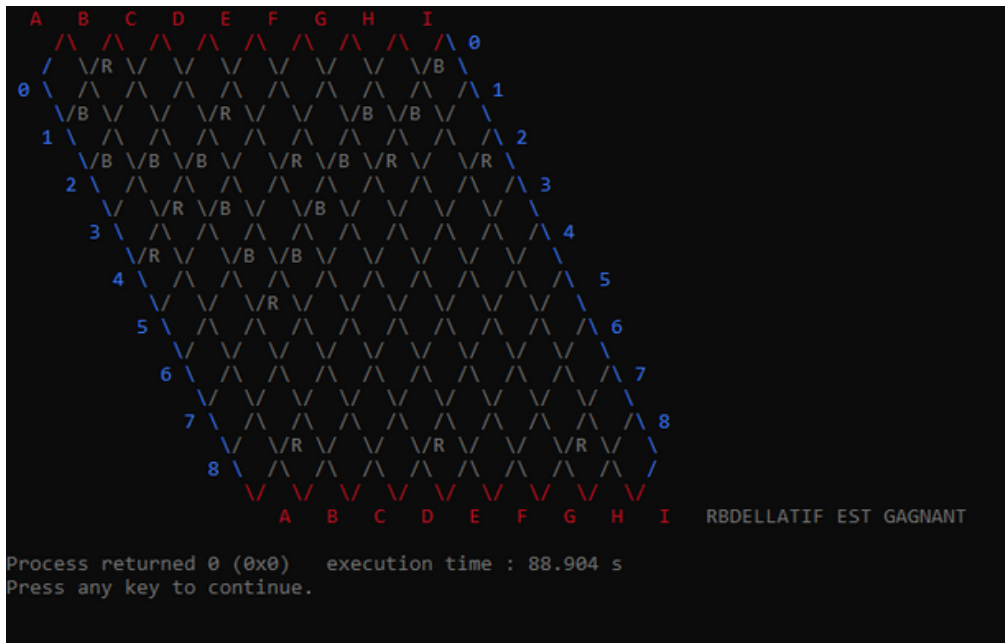 A B C D E F G H I
/\ /\ /\ /\ /\ /\ /\ /\ /\ 0
/ \/R \/ \/ \/ \/ \/ \/ \/B \
0 \ /\ /\ /\ /\ /\ /\ /\ /\ /\ 1
\/B \/ \/ \/R \/ \/ \/B \/B \/ \
1 \ /\ /\ /\ /\ /\ /\ /\ /\ /\ 2
\/B \/B \/B \/ \/R \/B \/R \/ \/R \
2 \ /\ /\ /\ /\ /\ /\ /\ /\ /\ 3
\/ \/R \/B \/ \/B \/ \/ \/ \/ \
3 \ /\ /\ /\ /\ /\ /\ /\ /\ /\ 4
\/R \/ \/B \/B \/ \/ \/ \/ \/ \
4 \ /\ /\ /\ /\ /\ /\ /\ /\ /\ 5
\/ \/ \/R \/ \/ \/ \/ \/ \/ \
5 \ /\ /\ /\ /\ /\ /\ /\ /\ /\ 6
\/ \/ \/ \/ \/ \/ \/ \/ \/ \
6 \ /\ /\ /\ /\ /\ /\ /\ /\ /\ 7
\/ \/ \/ \/ \/ \/ \/ \/ \/ \
7 \ /\ /\ /\ /\ /\ /\ /\ /\ /\ 8
\/ \/R \/ \/ \/R \/ \/ \/R \/ \
8 \ /\ /\ /\ /\ /\ /\ /\ /\ /
\/ \/ \/ \/ \/ \/ \/ \/ \/
A B C D E F G H I RBDELLATIF EST GAGNANT
Process returned 0 (0x0) execution time : 88.904 s
Press any key to continue.